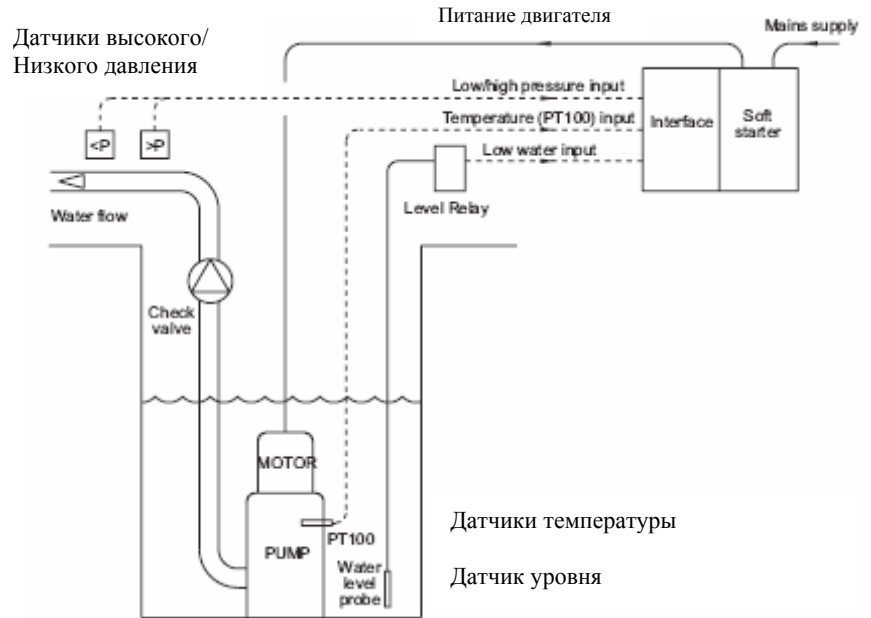 Питание двигателя
Mains supply
Датчики высокого/
Низкого давления
Low/high pressure input
Temperature (PT100) input
Low water input
Interface
Soft
starter
<P
>P
Level Relay
Water flow
Check
valve
MOTOR
PT100
PUMP
Water
level
probe
Датчики температуры
Датчик уровня